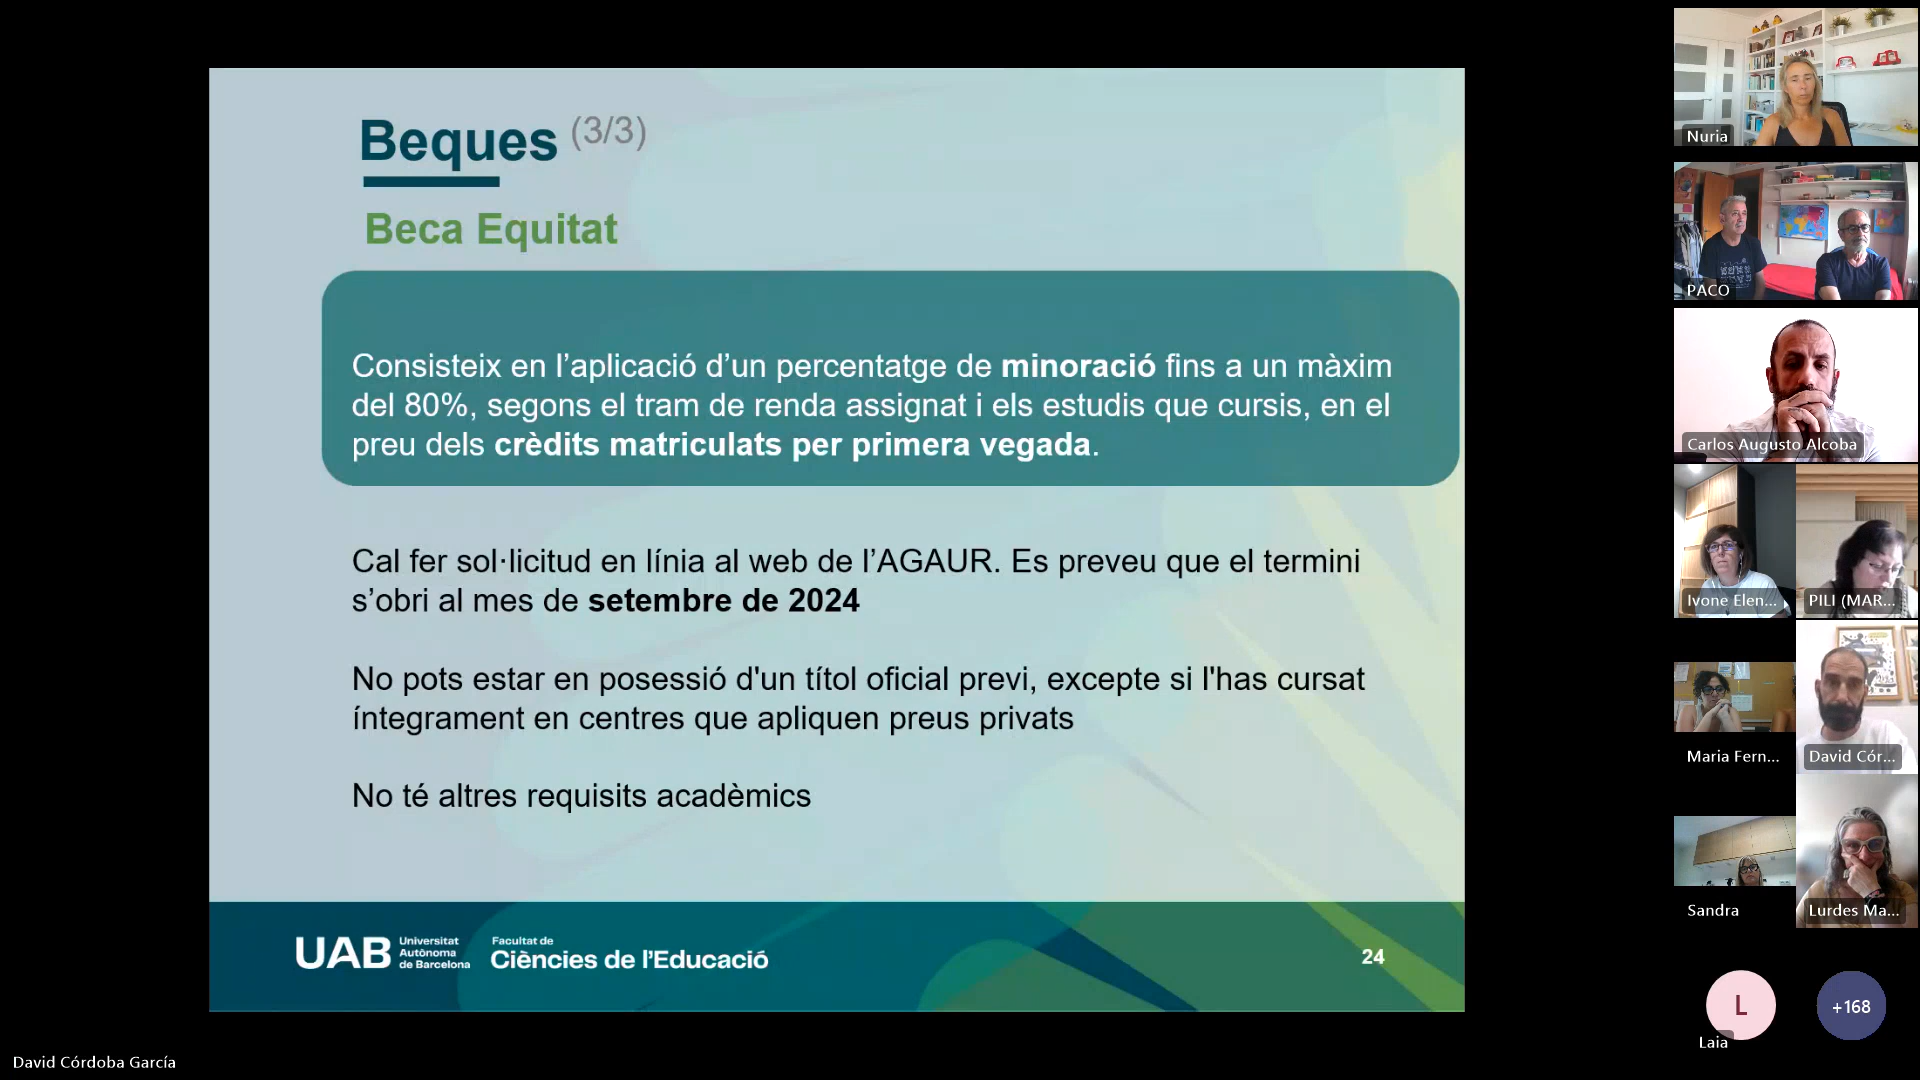 Beques (3/3)
Beca Equitat
Consisteix en l’aplicació d’un percentatge de minoració fins a un màxim
del 80%, segons el tram de renda assignat i els estudis que cursis, en el
preu dels crèdits matriculats per primera vegada.
Cal fer sol·licitud en línia al web de l’AGAUR. Es preveu que el termini
s’obri al mes de setembre de 2024
No pots estar en posessió d'un títol oficial previ, excepte si l'has cursat
íntegrament en centres que apliquen preus privats
No té altres requisits acadèmics
UAB
Universitat
Autònoma
de Barcelona
Facultat de
Ciències de l’Educació
24
David Córdoba García
Nuria
PACO
Carlos Augusto Alcoba
Ivone Elen...
PILI (MAR...
Maria Fern...
David Cór...
Sandra
Lurdes Ma...
L
Laia
+168